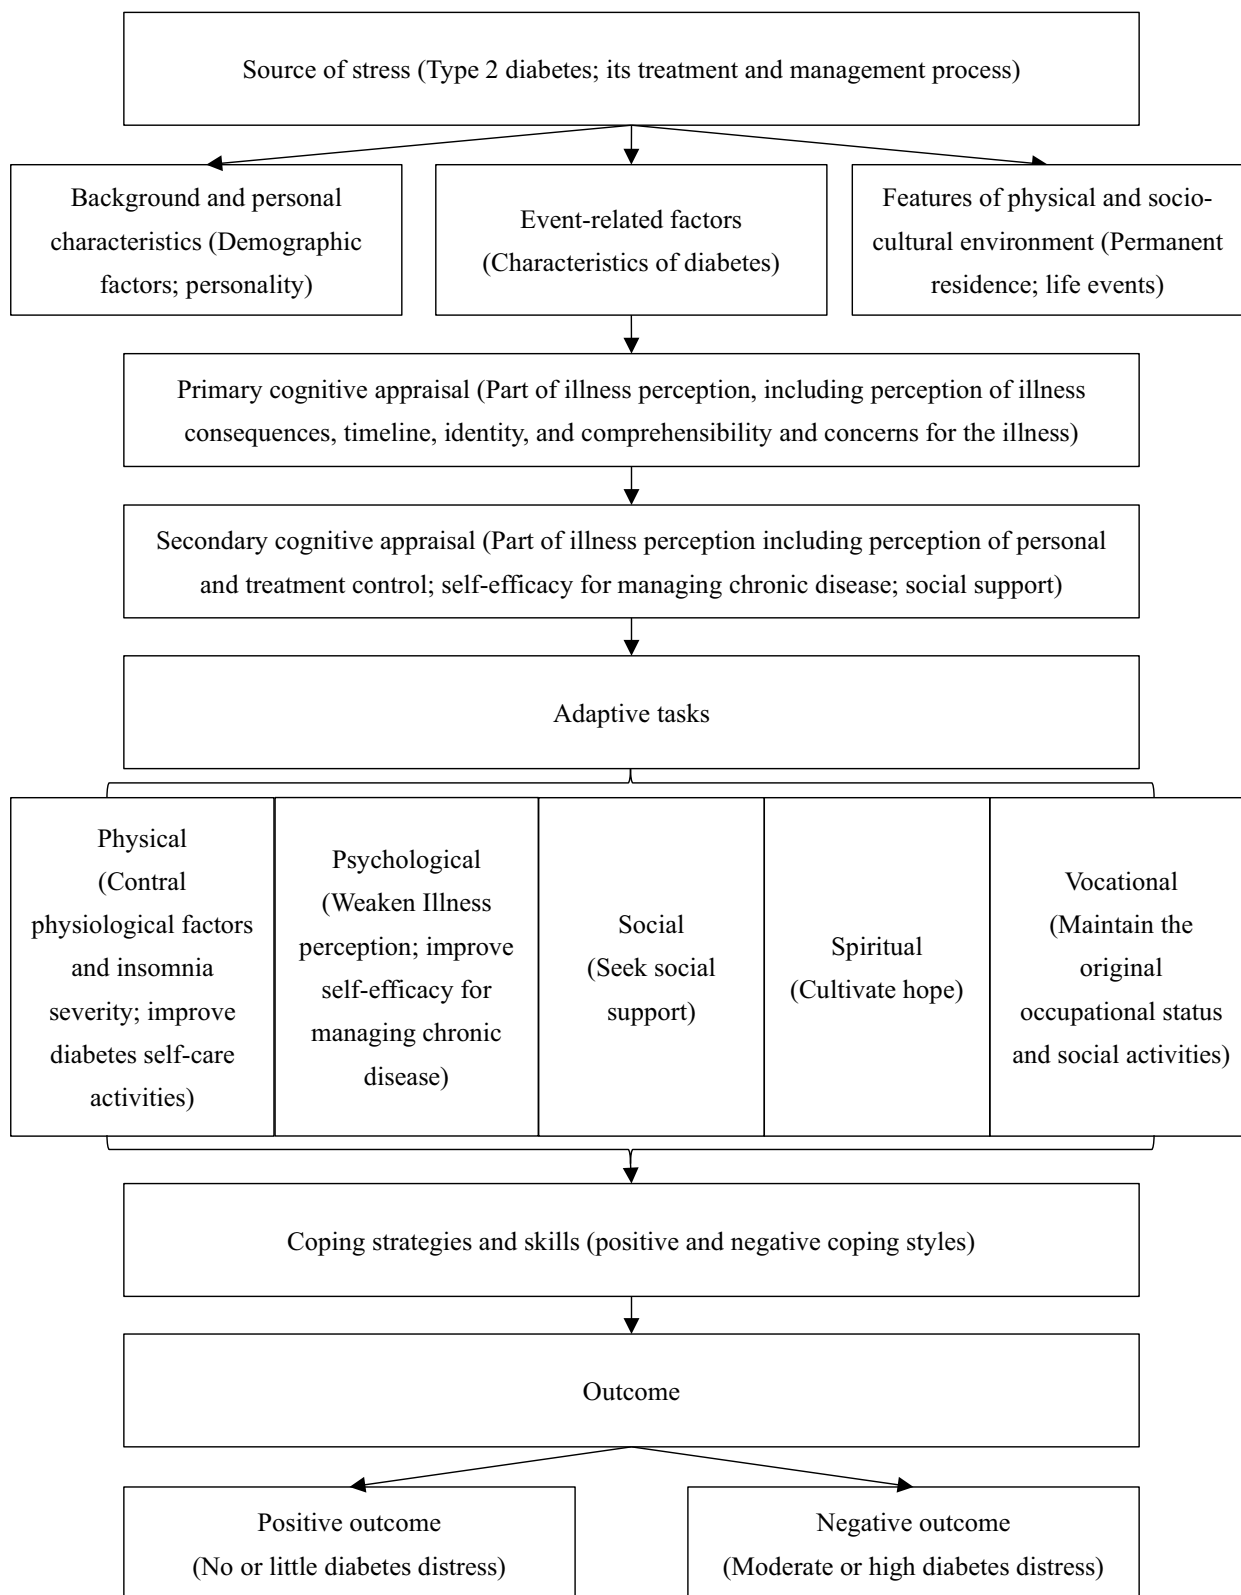 Source of stress (Type 2 diabetes; its treatment and management process)
Background and personal
characteristics (Demographic
factors; personality)
Event-related factors
(Characteristics of diabetes)
Features of physical and socio-
cultural environment (Permanent
residence; life events)
Primary cognitive appraisal (Part of illness perception, including perception of illness
consequences, timeline, identity, and comprehensibility and concerns for the illness)
Secondary cognitive appraisal (Part of illness perception including perception of personal
and treatment control; self-efficacy for managing chronic disease; social support)
Adaptive tasks
Physical
(Contral
physiological factors
and insomnia
severity; improve
diabetes self-care
activities)
Psychological
(Weaken Illness
perception; improve
self-efficacy for
managing chronic
disease)
Social
(Seek social
support)
Spiritual
(Cultivate hope)
Vocational
(Maintain the
original
occupational status
and social activities)
Coping strategies and skills (positive and negative coping styles)
Outcome
Positive outcome
(No or little diabetes distress)
Negative outcome
(Moderate or high diabetes distress)